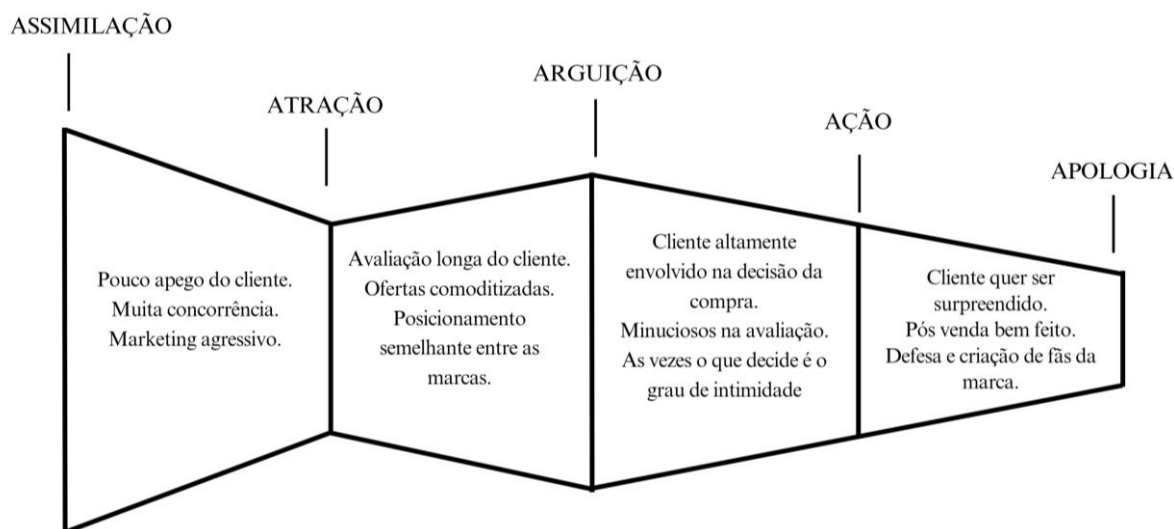 ASSIMILAÇÃO
ATRAÇÃO
ARGUIÇÃO
AÇÃO
APOLOGIA
Pouco apego do cliente.
Muita concorrência.
Marketing agressivo.
Avaliação longa do cliente.
Ofertas comoditizadas.
Posicionamento
semelhante entre as
marcas.
Cliente altamente
envolvido na decisão da
compra.
Minuciosos na avaliação.
As vezes o que decide é o
grau de intimidade
Cliente quer ser
surpreendido.
Pós venda bem feito.
Defesa e criação de fãs da
marca.